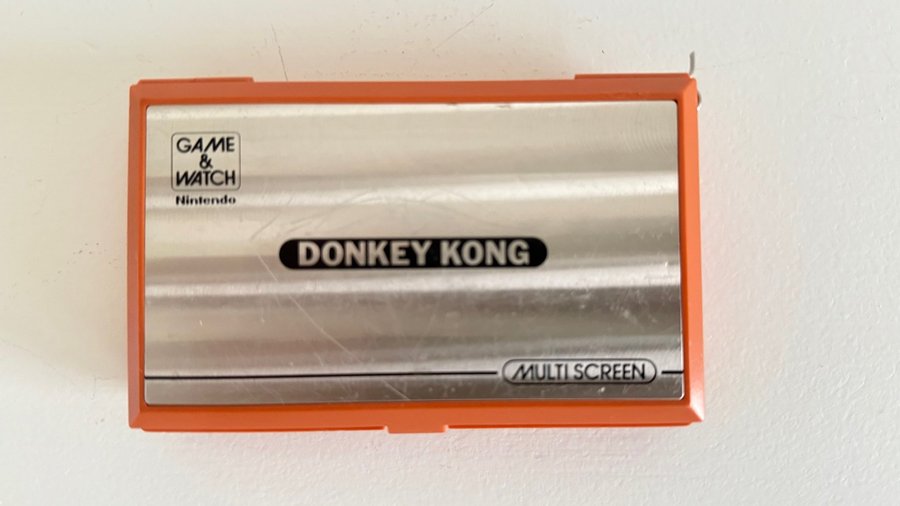 GAME
&
WATCH
Nintendo
DONKEY KONG
MULTI SCREEN